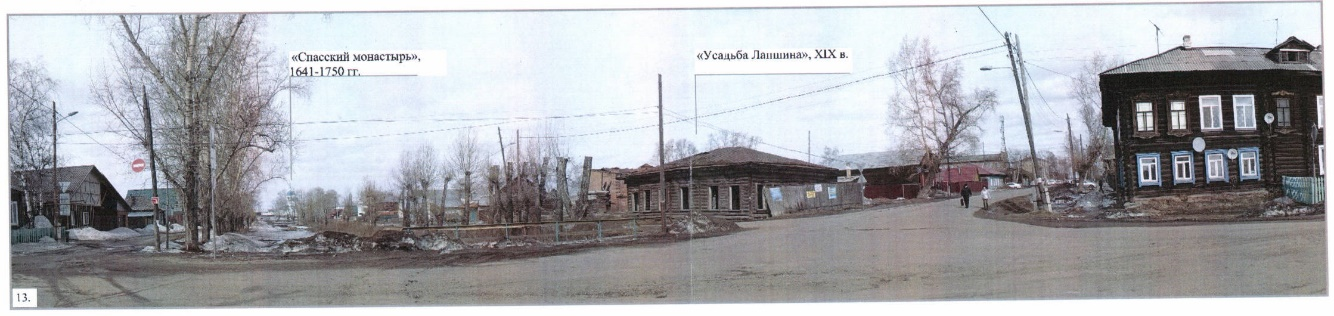 «Спасский монастырь»,
1641-1750 гг.
«Усадьба Лапшина», XIX в.
13.